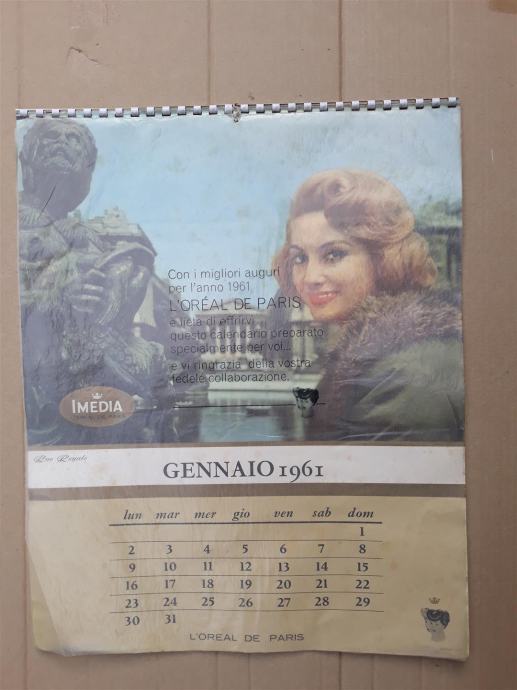 Con i migliori auguri
per l'anno 1961,
L'ORÉAL DE PARIS
è lieta di offrirvi
questo calendario preparato
specialmente per voi...
e vi ringrazia della vostra
fedele collaborazione.
IMEDIA
GENNAIO 1961
lun mar mer gio ven sab dom
1
2 3 4 5 6 7 8
9 10 11 12 13 14 15
16 17 18 19 20 21 22
23 24 25 26 27 28 29
30 31
L'OREAL DE PARIS